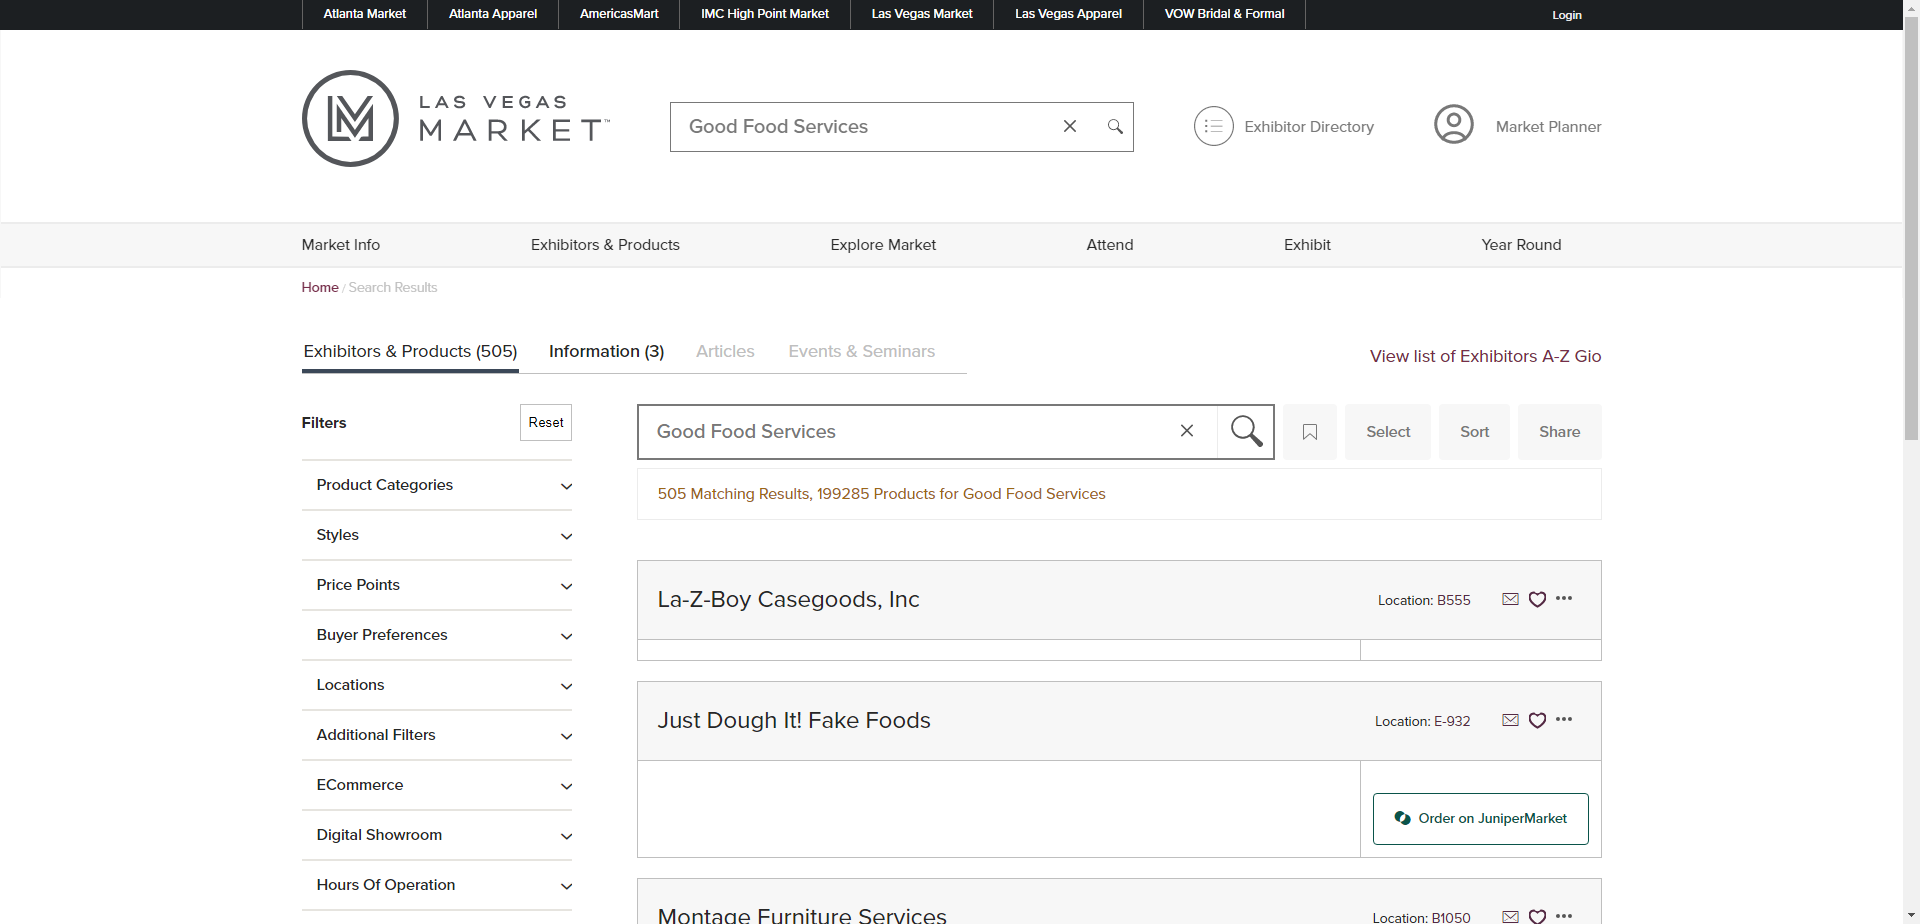 Atlanta Market
Atlanta Apparel
AmericasMart
IMC High Point Market
Las Vegas Market
Las Vegas Apparel
VOW Bridal & Formal
Login
LAS VEGAS
MARKET™
Good Food Services
Exhibitor Directory
Market Planner
Market Info
Exhibitors & Products
Explore Market
Attend
Exhibit
Year Round
Home / Search Results
Exhibitors & Products (505)
Information (3)
Articles
Events & Seminars
View list of Exhibitors A-Z Gio
Filters
Reset
Product Categories
Styles
Price Points
Buyer Preferences
Locations
Additional Filters
ECommerce
Digital Showroom
Hours Of Operation
Good Food Services
Select
Sort
Share
505 Matching Results, 199285 Products for Good Food Services
La-Z-Boy Casegoods, Inc
Location: B555
Just Dough It! Fake Foods
Location: E-932
Order on JuniperMarket
Montage Furniture Services
Location: B1050